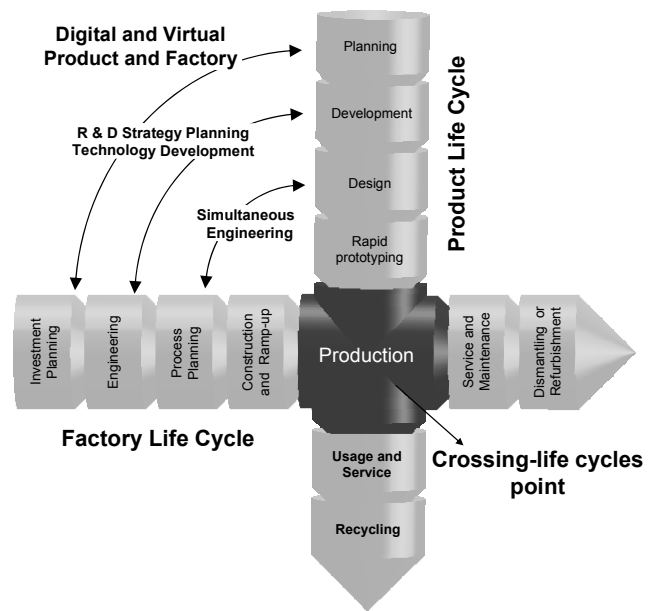 Digital and Virtual
Product and Factory
Planning
R & D Strategy Planning
Technology Development
Development
Product Life Cycle
Simultaneous
Engineering
Design
Rapid
prototyping
Investment
Planning
Engineering
Process
Planning
Construction
and Ramp-up
Production
Service and
Maintenance
Dismantling or
Refurbishment
Factory Life Cycle
Crossing-life cycles
point
Usage and
Service
Recycling